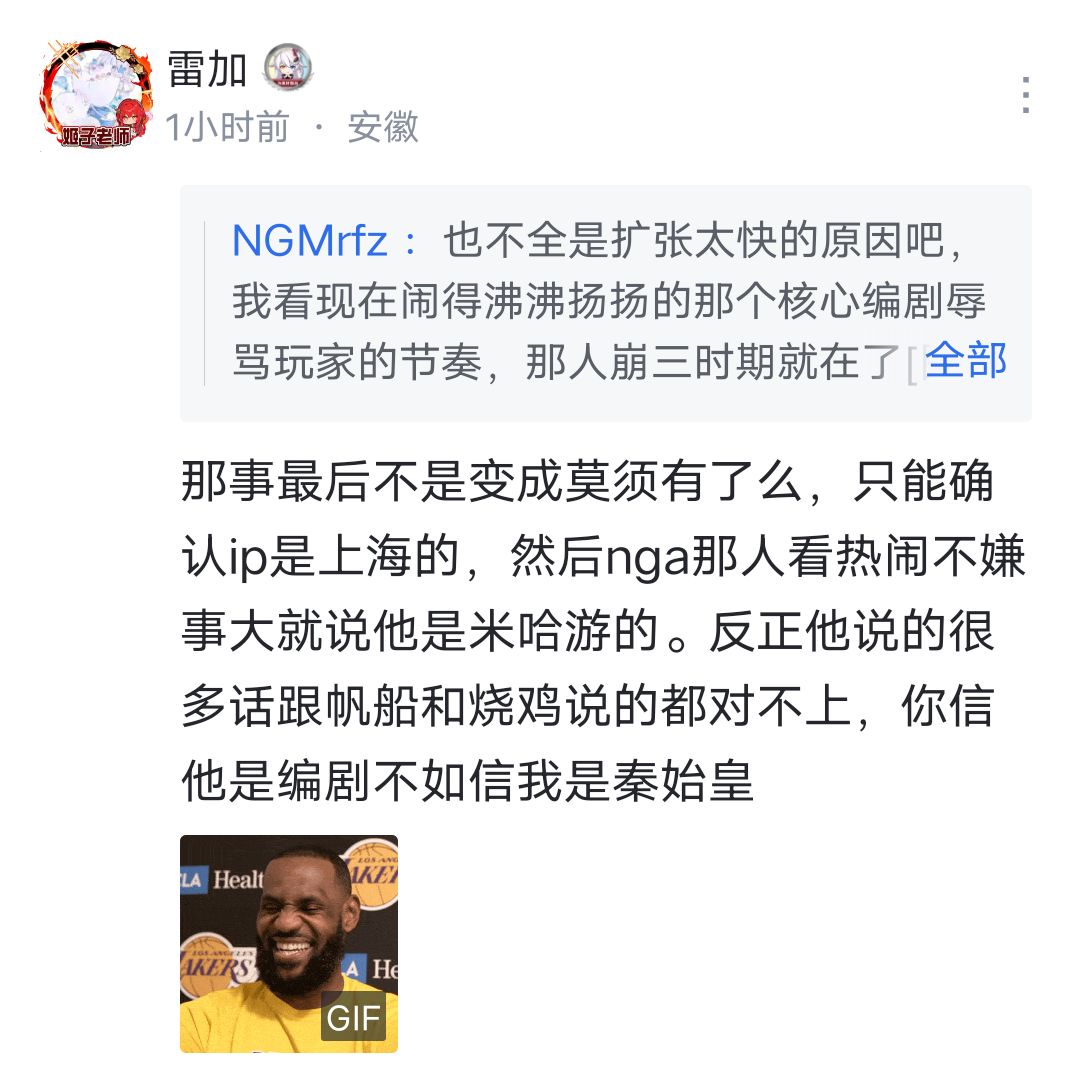 雷加
姬子老师
1小时前 · 安徽
NGMrfz： 也不全是扩张太快的原因吧，
我看现在闹得沸沸扬扬的那个核心编剧辱
骂玩家的节奏，那人崩三时期就在了[ 全部
那事最后不是变成莫须有了么，只能确
认ip是上海的，然后nga那人看热闹不嫌
事大就说他是米哈游的。反正他说的很
多话跟帆船和烧鸡说的都对不上，你信
他是编剧不如信我是秦始皇
LA Healt
LOS ANG
AKE
LOS ANGELES
AKERS
LA He
GIF